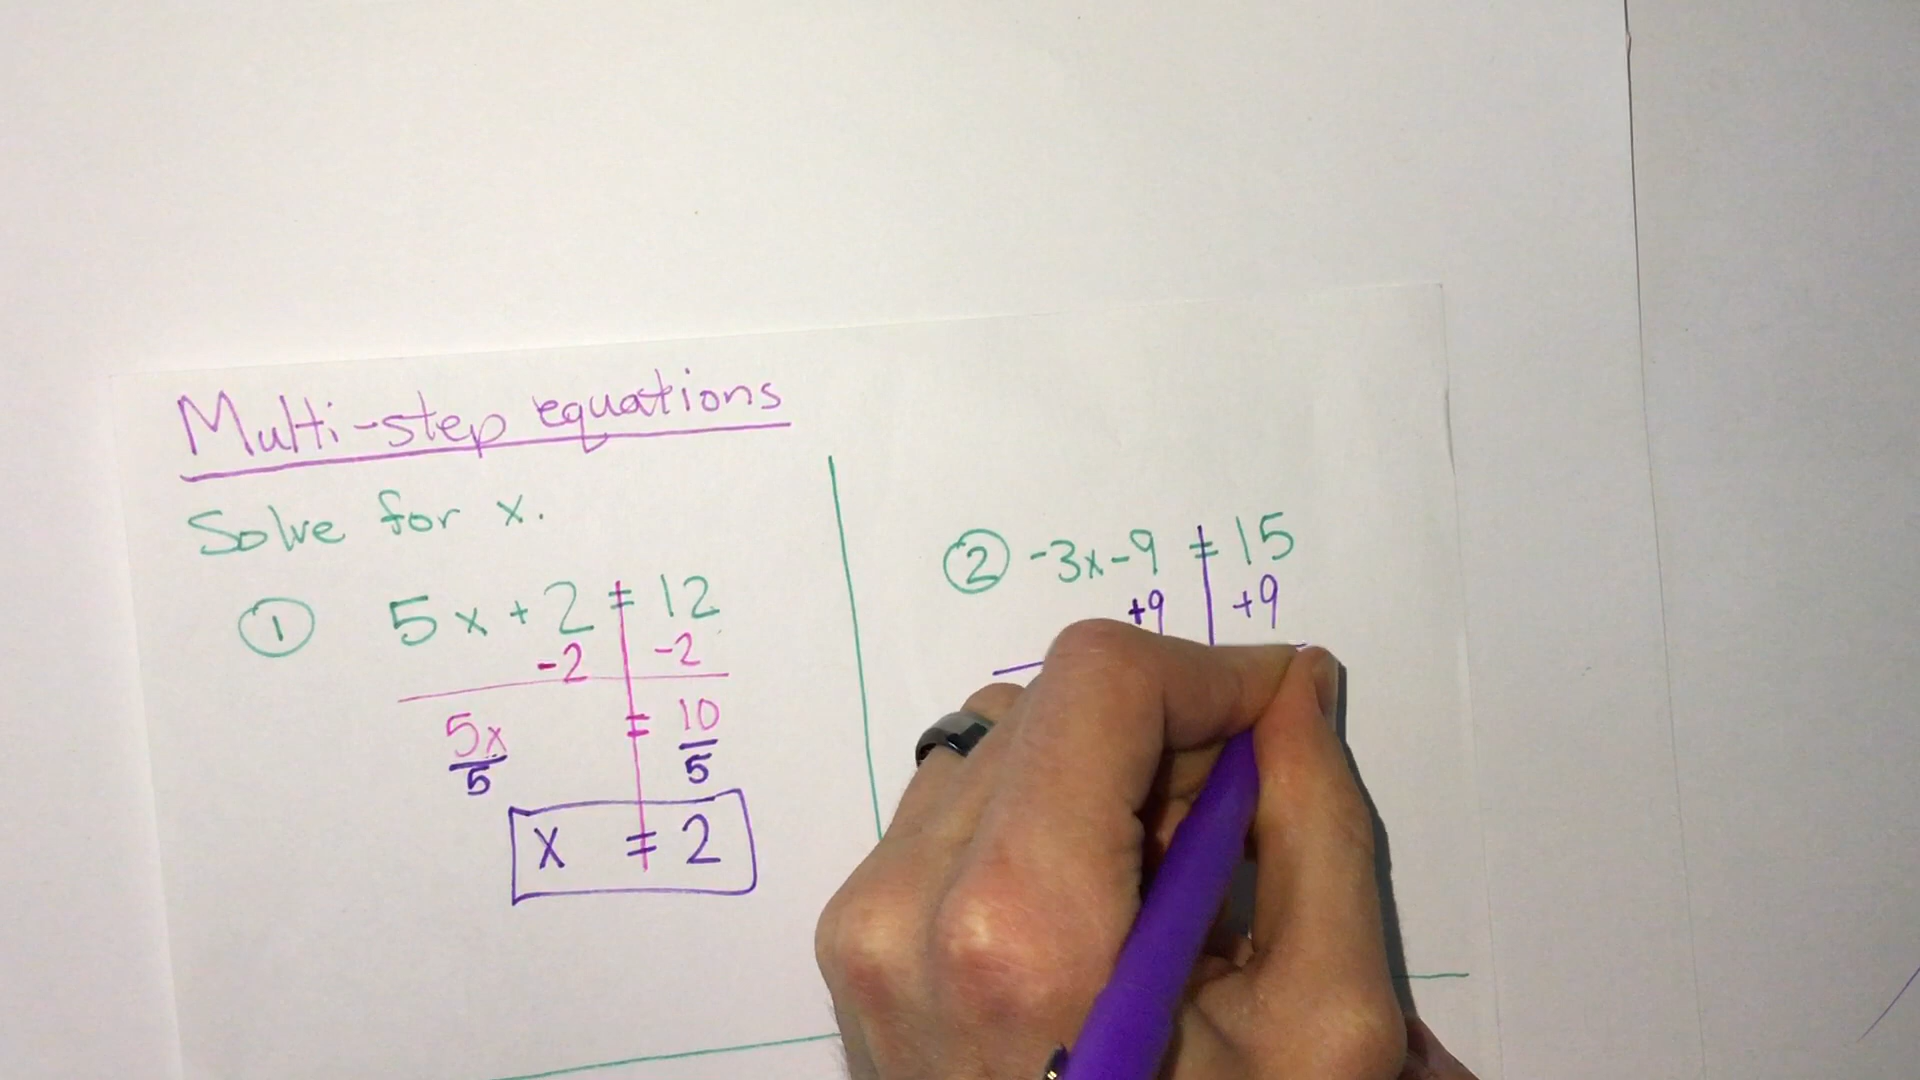 Multi-step equations
Solve for x.
① 5x + 2 = 12
-2 -2
5x = 10
5 5
x = 2
② -3x - 9 = 15
+9 +9